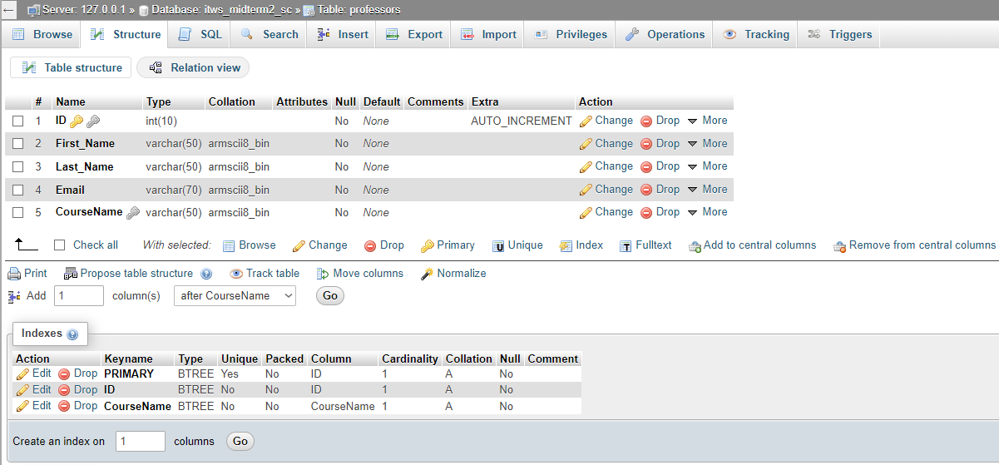 Server: 127.0.0.1 » Database: itws_midterm2_sc » Table: professors
Browse Structure SQL Search Insert Export Import Privileges Operations Tracking Triggers
Table structure Relation view
# Name Type Collation Attributes Null Default Comments Extra Action
1 ID int(10) No None AUTO_INCREMENT Change Drop More
2 First_Name varchar(50) armscii8_bin No None Change Drop More
3 Last_Name varchar(50) armscii8_bin No None Change Drop More
4 Email varchar(70) armscii8_bin No None Change Drop More
5 CourseName varchar(50) armscii8_bin No None Change Drop More
Check all With selected: Browse Change Drop Primary Unique Index Fulltext Add to central columns Remove from central columns
Print Propose table structure Track table Move columns Normalize
Add 1 column(s) after CourseName Go
Indexes
Action Keyname Type Unique Packed Column Cardinality Collation Null Comment
Edit Drop PRIMARY BTREE Yes No ID 1 A No
Edit Drop ID BTREE No No ID 1 A No
Edit Drop CourseName BTREE No No CourseName 1 A No
Create an index on 1 columns Go